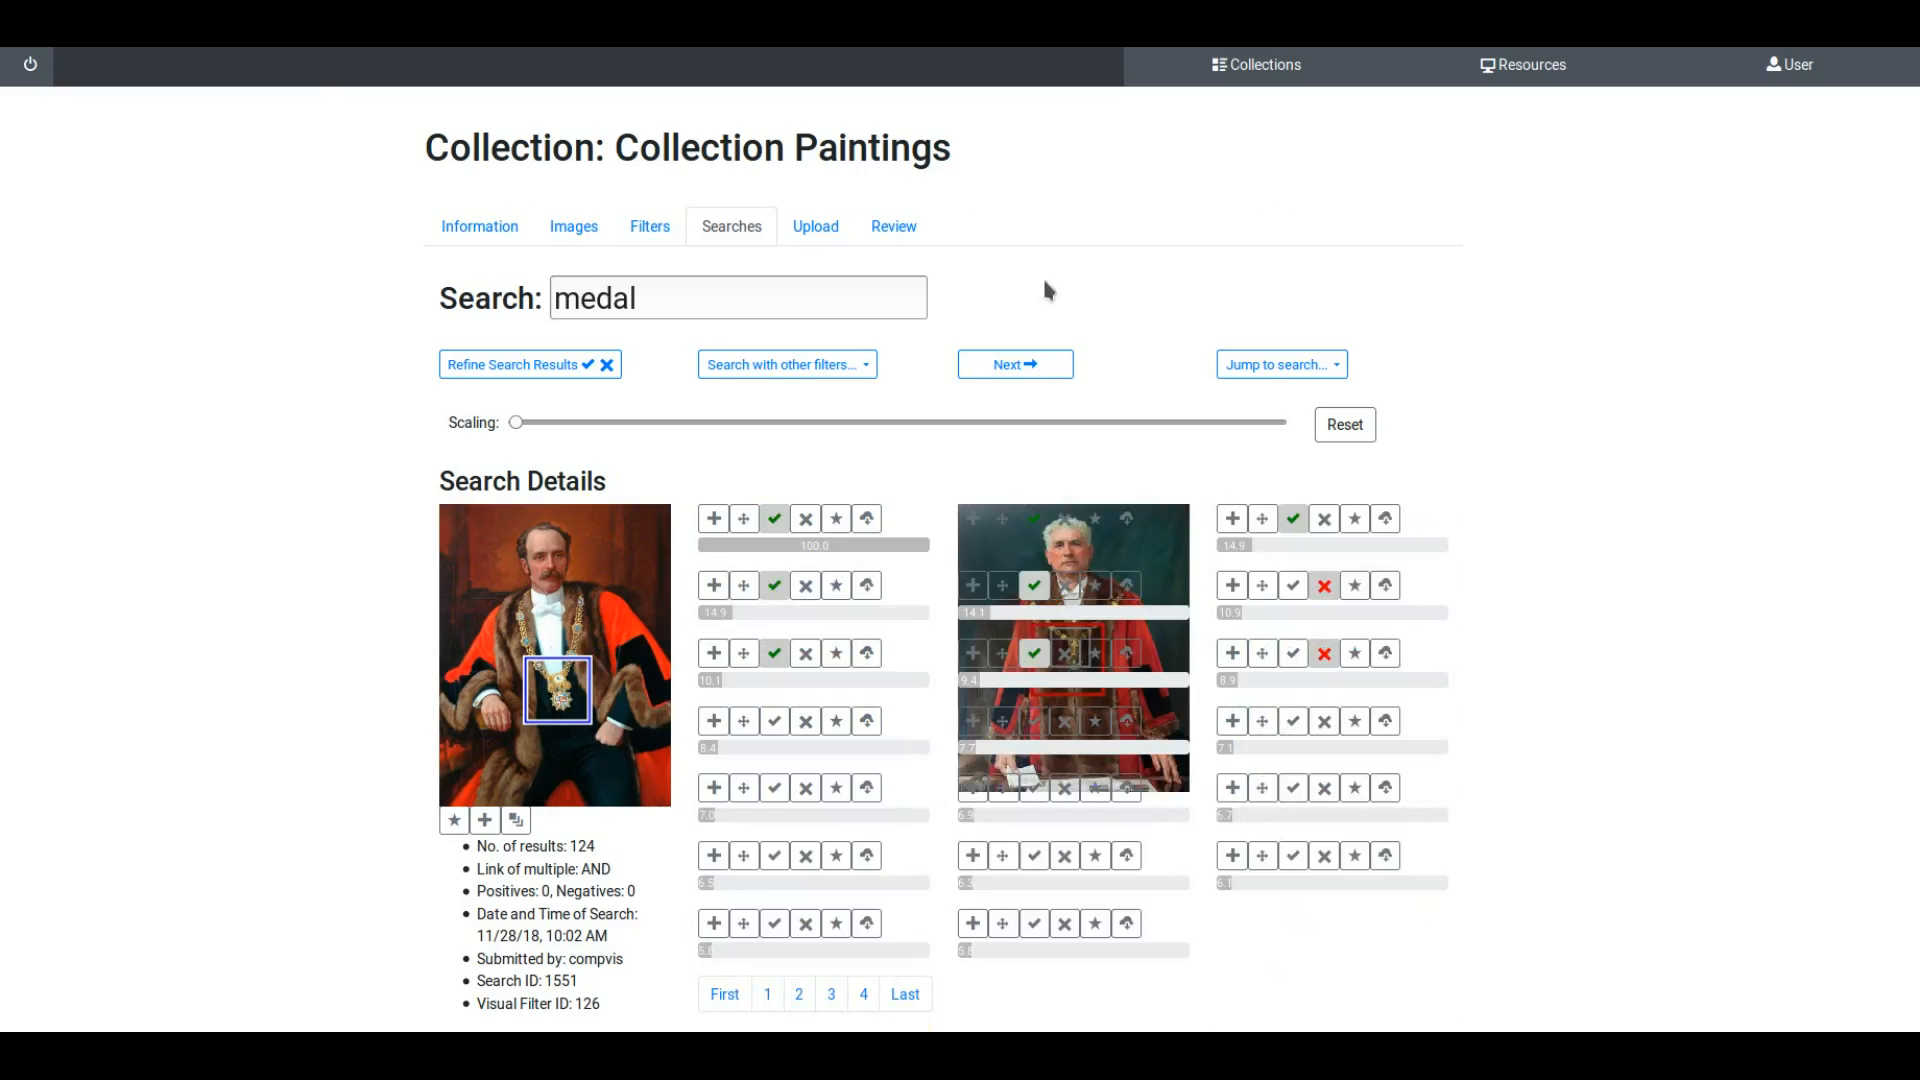 Collections Resources User
Collection: Collection Paintings
Information Images Filters Searches Upload Review
Search: medal
Refine Search Results Search with other filters... Next Jump to search...
Scaling: Reset
Search Details
100.0 14.9
14.9 14.1 10.9
10.1 9.4 8.9
8.4 7.7 7.1
7.0 6.9 6.7
6.5 6.3 6.1
No. of results: 124
Link of multiple: AND
Positives: 0, Negatives: 0
Date and Time of Search:
11/28/18, 10:02 AM
Submitted by: compvis
Search ID: 1551
Visual Filter ID: 126
First 1 2 3 4 Last